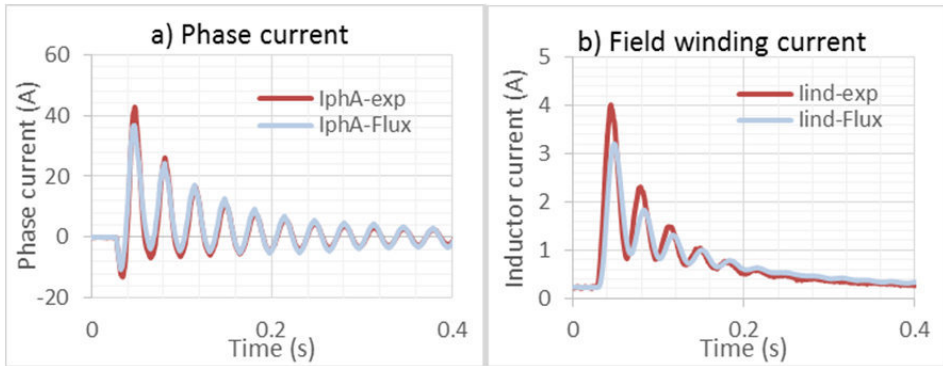 a) Phase current
60
40
20
0
-20
Phase current (A)
IphA-exp
IphA-Flux
0
0.2
0.4
Time (s)
b) Field winding current
5
4
3
2
1
0
Inductor current (A)
Iind-exp
Iind-Flux
0
0.2
0.4
Time (s)